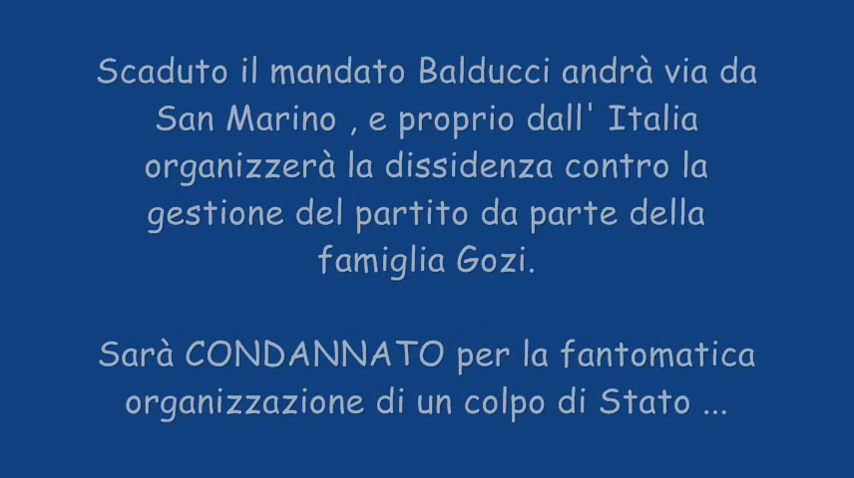 Scaduto il mandato Balducci andrà via da
San Marino , e proprio dall' Italia
organizzerà la dissidenza contro la
gestione del partito da parte della
famiglia Gozi.
Sarà CONDANNATO per la fantomatica
organizzazione di un colpo di Stato ...